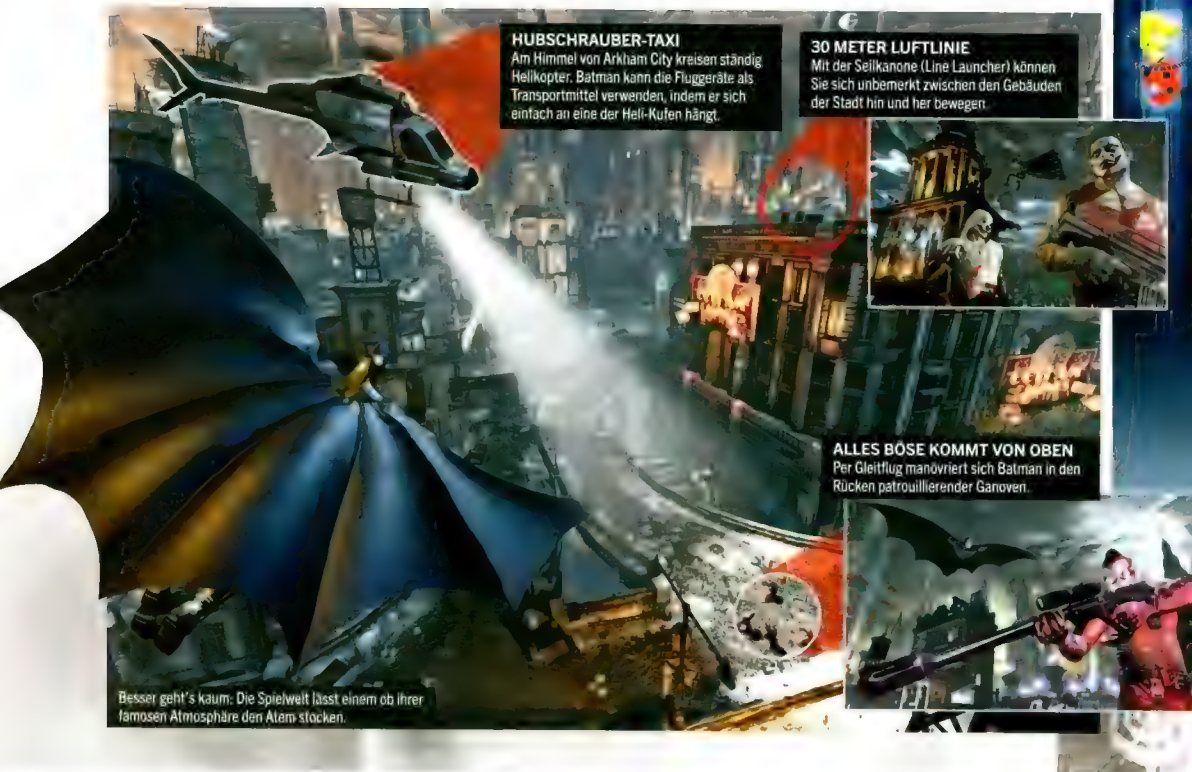 HUBSCHRAUBER-TAXI
Am Himmel von Arkham City kreisen ständig
Helikopter. Batman kann die Fluggeräte als
Transportmittel verwenden, indem er sich
einfach an eine der Heli-Kufen hängt.
30 METER LUFTLINIE
Mit der Seilkanone (Line Launcher) können
Sie sich unbemerkt zwischen den Gebäuden
der Stadt hin und her bewegen.
ALLES BÖSE KOMMT VON OBEN
Per Gleitflug manövriert sich Batman in den
Rücken patrouillierender Ganoven.
Besser geht's kaum: Die Spielwelt lässt einem ob ihrer
famosen Atmosphäre den Atem stocken.